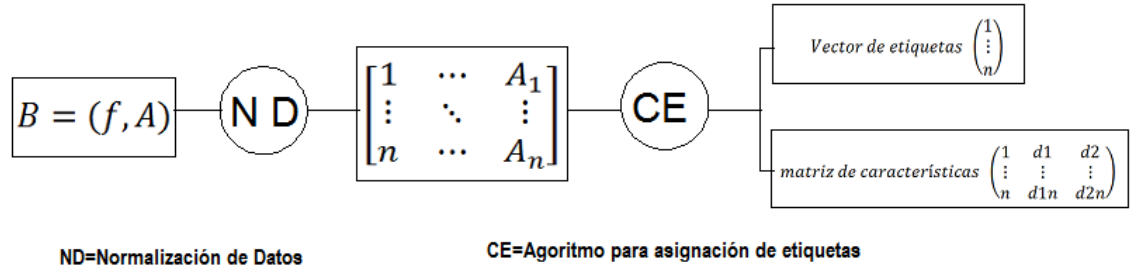 B = (f, A)
N D
[1 ⋯ A₁
⋮ ⋱ ⋮
n ⋯ Aₙ]
CE
Vector de etiquetas (1 ⋮ n)
matriz de característisticas (1 d1 d2
⋮ ⋮ ⋮
n d1n d2n)
ND=Normalización de Datos
CE=Agoritmo para asignación de etiquetas